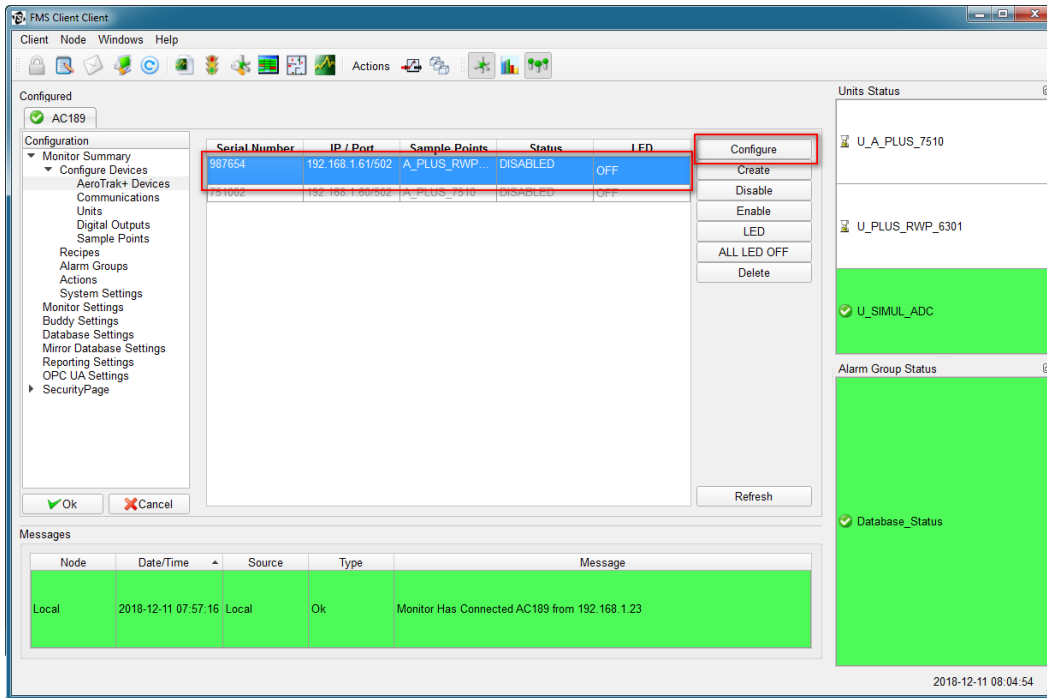 FMS Client Client
Client Node Windows Help
Actions
Configured
AC189
Configuration
Monitor Summary
Configure Devices
AeroTrak+ Devices
Communications
Units
Digital Outputs
Sample Points
Recipes
Alarm Groups
Actions
System Settings
Monitor Settings
Buddy Settings
Database Settings
Mirror Database Settings
Reporting Settings
OPC UA Settings
SecurityPage
Ok Cancel
Serial Number IP / Port Sample Points Status LED
987654 192.168.1.61/502 A_PLUS_RWP... DISABLED OFF
751002 192.168.1.60/502 A_PLUS_7510 DISABLED OFF
Configure
Create
Disable
Enable
LED
ALL LED OFF
Delete
Refresh
Units Status
U_A_PLUS_7510
U_PLUS_RWP_6301
U_SIMUL_ADC
Alarm Group Status
Database_Status
Messages
Node Date/Time Source Type Message
Local 2018-12-11 07:57:16 Local Ok Monitor Has Connected AC189 from 192.168.1.23
2018-12-11 08:04:54